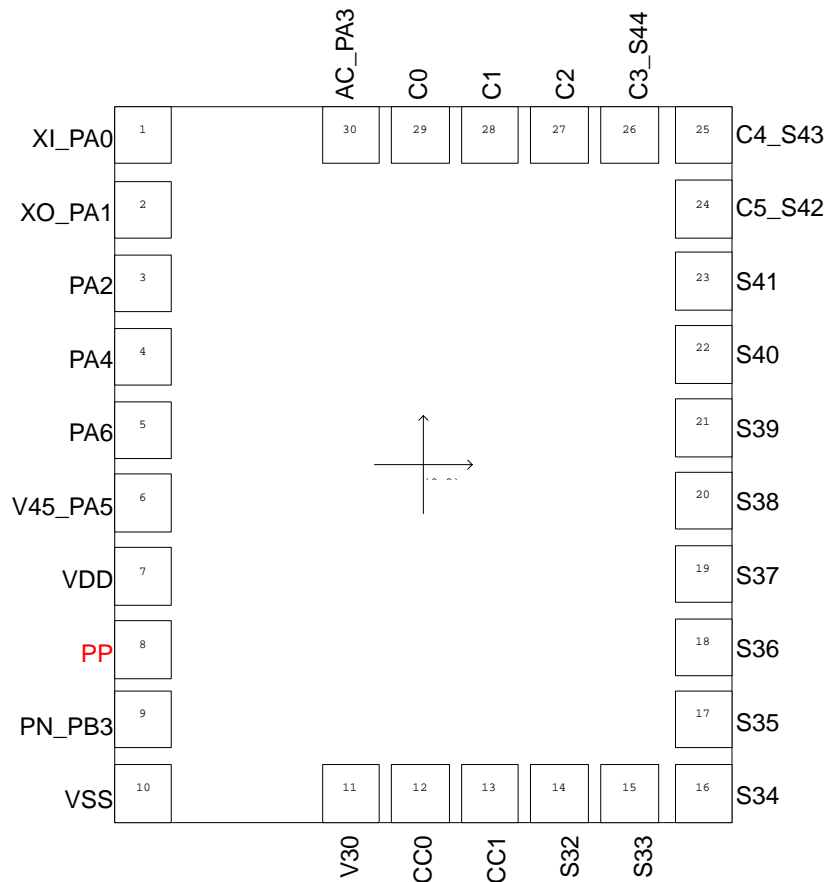 AC_PA3
C0
C1
C2
C3_S44
XI_PA0
1
30
29
28
27
26
25
C4_S43
XO_PA1
2
24
C5_S42
PA2
3
23
S41
PA4
4
22
S40
PA6
5
21
S39
V45_PA5
6
20
S38
VDD
7
19
S37
PP
8
18
S36
PN_PB3
9
17
S35
VSS
10
11
12
13
14
15
16
S34
V30
CC0
CC1
S32
S33